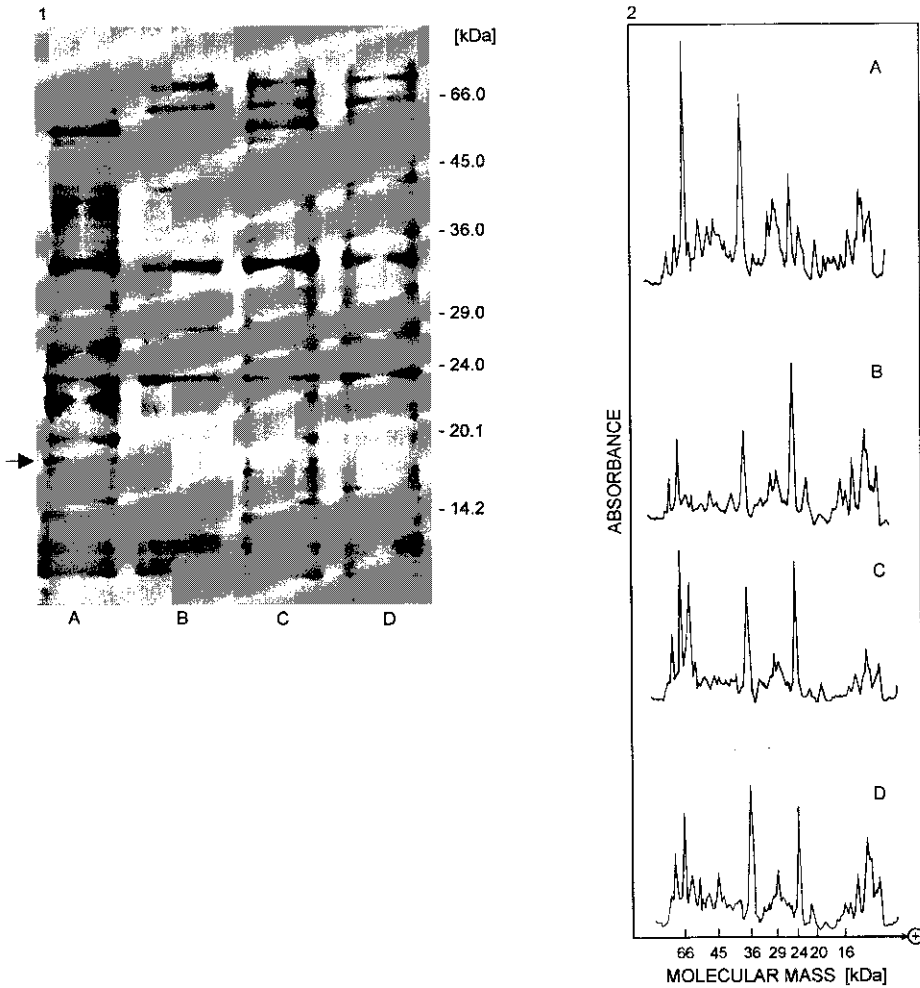 1
[kDa]
- 66.0
- 45.0
- 36.0
- 29.0
- 24.0
- 20.1
- 14.2
A B C D
2
A
B
C
D
ABSORBANCE
66 45 36 29 24 20 16 +
MOLECULAR MASS [kDa]